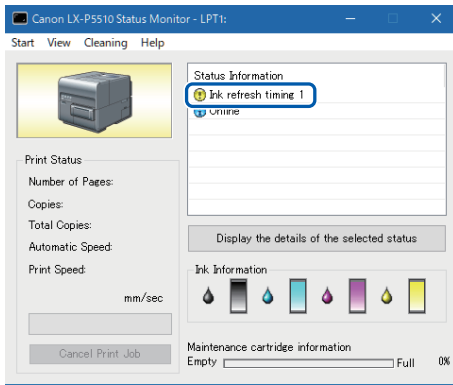 Canon LX-P5510 Status Monitor - LPT1:
Start View Cleaning Help
Status Information
Ink refresh timing 1
Online
Print Status
Number of Pages:
Copies:
Total Copies:
Automatic Speed:
Print Speed:
mm/sec
Cancel Print Job
Display the details of the selected status
Ink Information
Maintenance cartridge information
Empty Full 0%